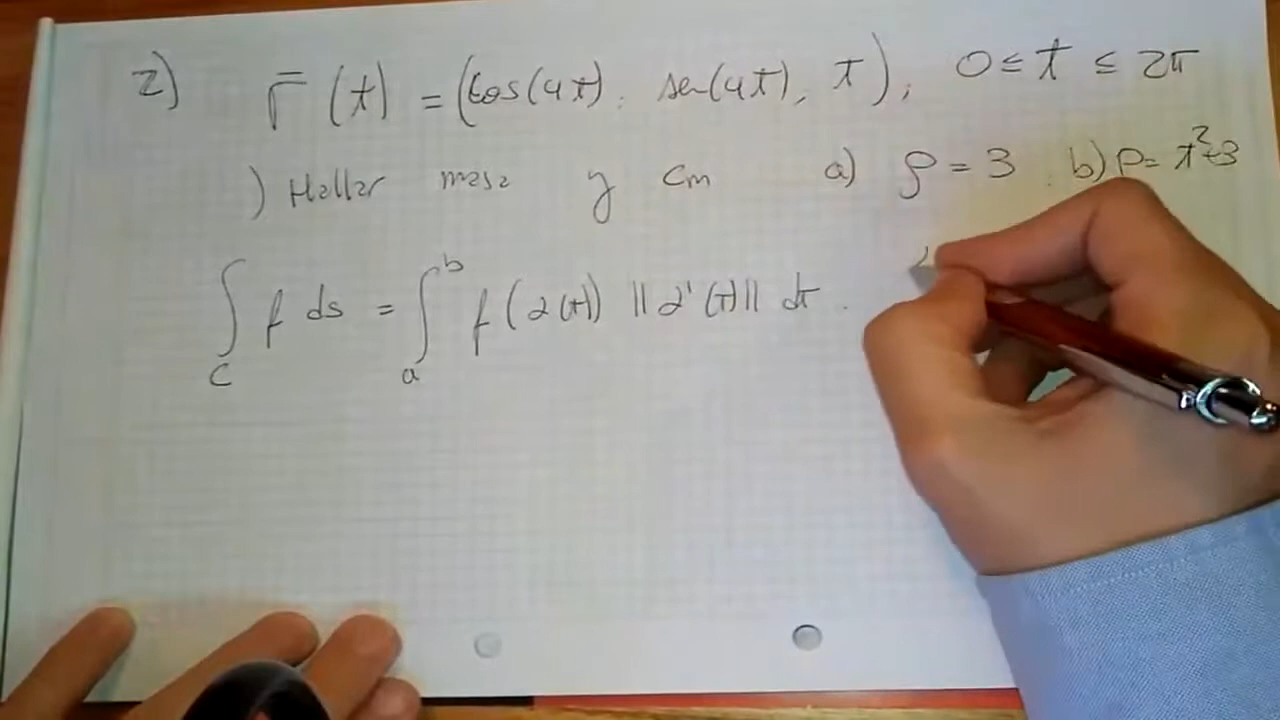 2) r̄(t) = (cos(4t), sen(4t), t), 0 ≤ t ≤ 2π
) Hallar masa y cm a) ρ = 3 b) ρ = t²+3
∫_C f ds = ∫_a^b f(α(t)) ||α'(t)|| dt.